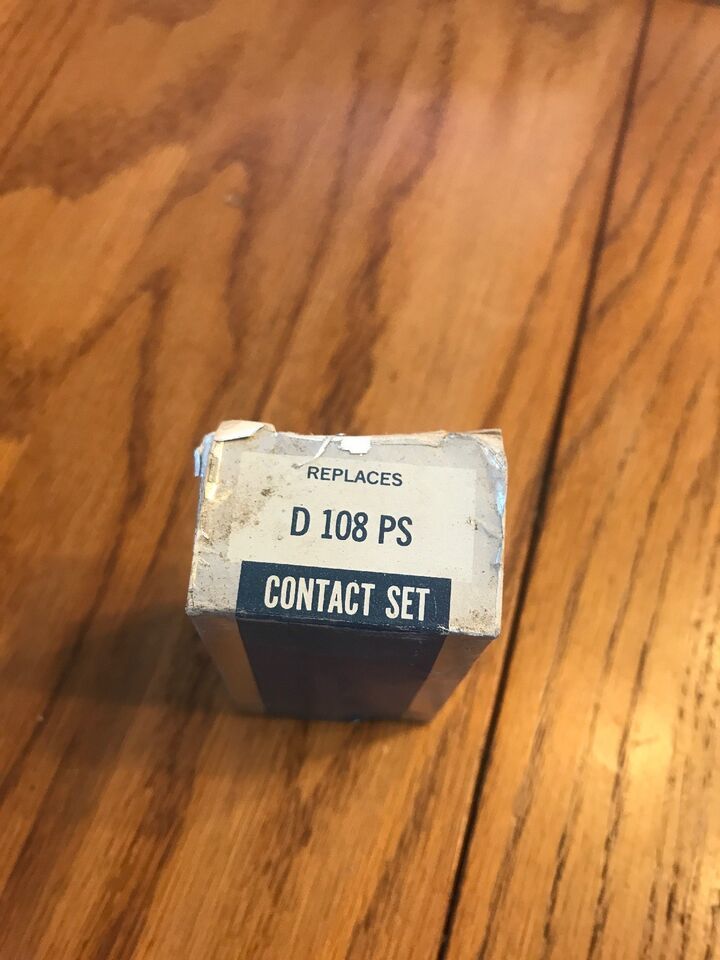 REPLACES
D 108 PS
CONTACT SET